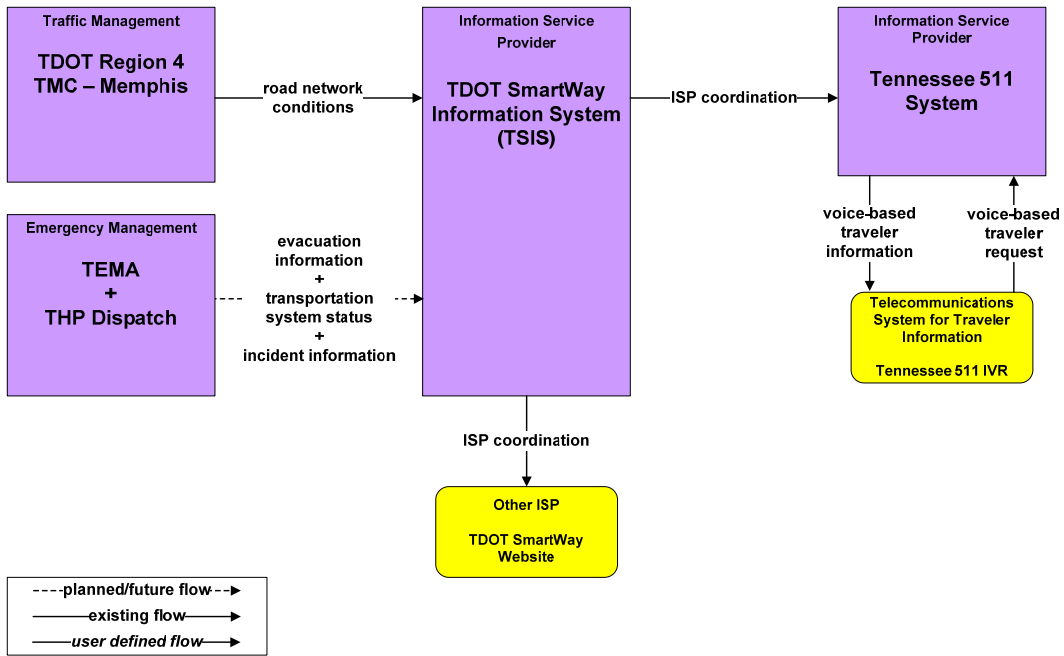 Traffic Management
TDOT Region 4
TMC – Memphis
road network
conditions
Information Service
Provider
TDOT SmartWay
Information System
(TSIS)
ISP coordination
Information Service
Provider
Tennessee 511
System
Emergency Management
TEMA
+
THP Dispatch
evacuation
information
+
transportation
system status
+
incident information
voice-based
traveler
information
voice-based
traveler
request
Telecommunications
System for Traveler
Information
Tennessee 511 IVR
ISP coordination
Other ISP
TDOT SmartWay
Website
planned/future flow
existing flow
user defined flow